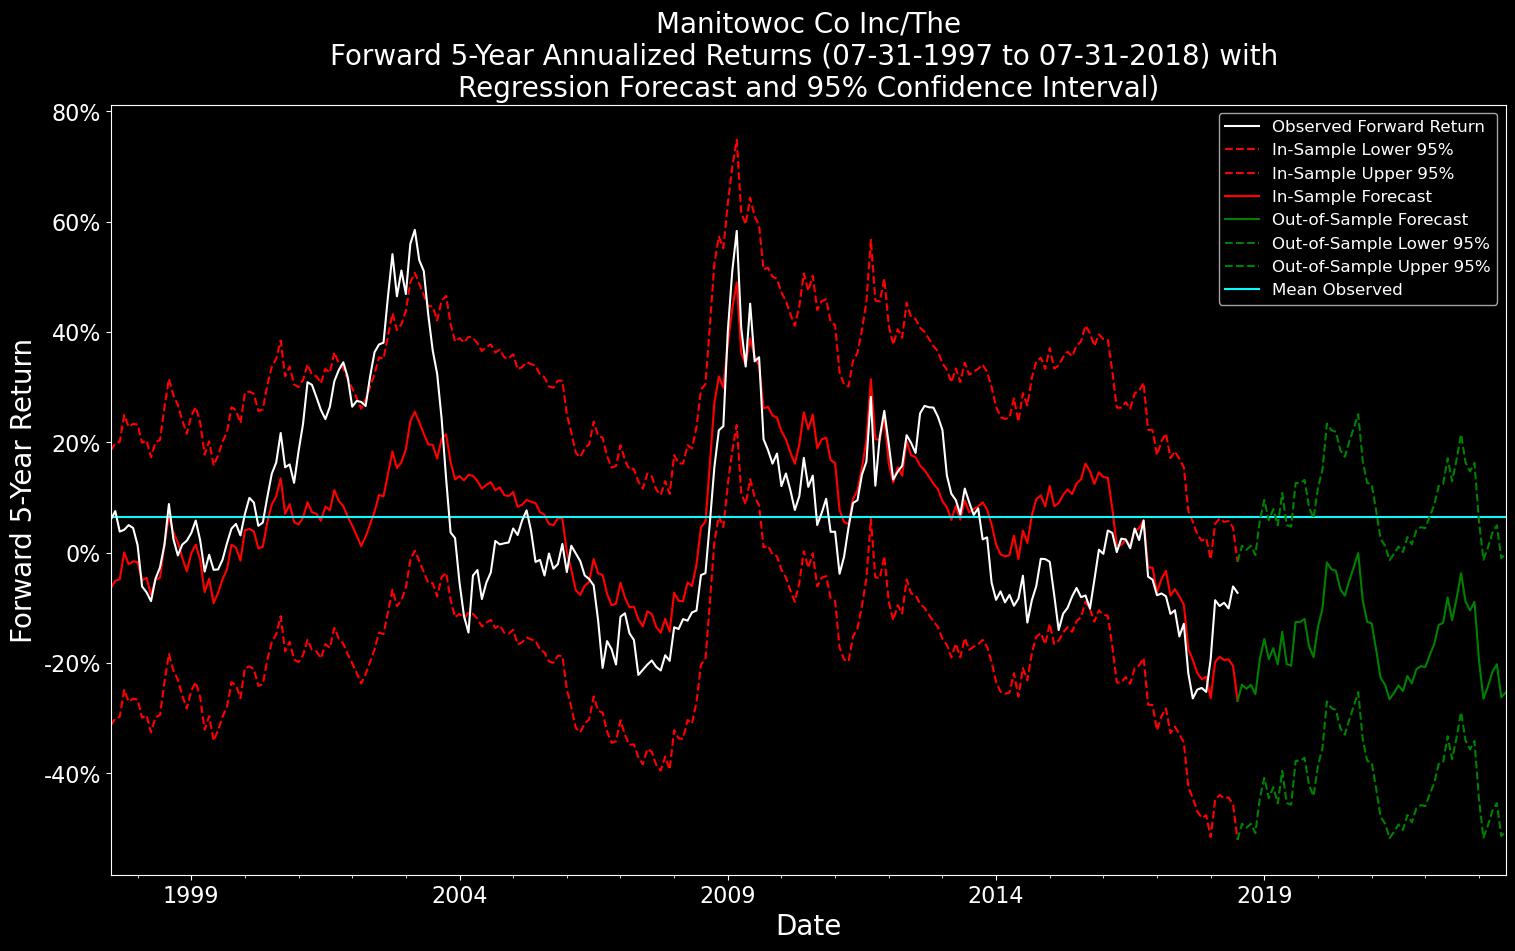 Manitowoc Co Inc/The
Forward 5-Year Annualized Returns (07-31-1997 to 07-31-2018) with
Regression Forecast and 95% Confidence Interval)
80%
60%
40%
20%
0%
-20%
-40%
Forward 5-Year Return
Observed Forward Return
In-Sample Lower 95%
In-Sample Upper 95%
In-Sample Forecast
Out-of-Sample Forecast
Out-of-Sample Lower 95%
Out-of-Sample Upper 95%
Mean Observed
1999
2004
2009
2014
2019
Date